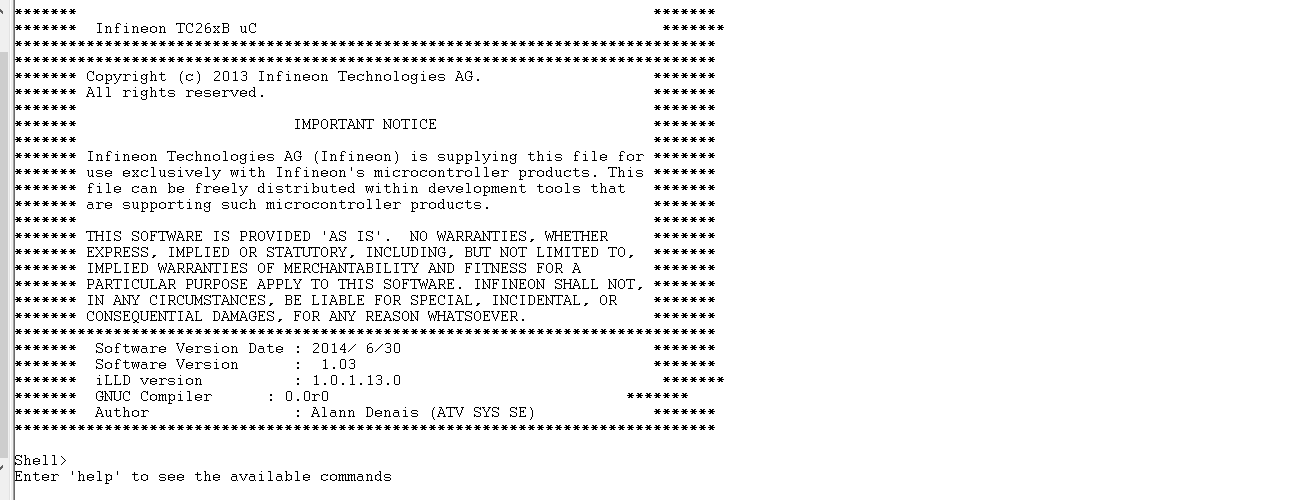 *******                                                                *******
*******  Infineon TC26xB uC                                             *******
******************************************************************************
******************************************************************************
******* Copyright (c) 2013 Infineon Technologies AG.                   *******
******* All rights reserved.                                           *******
*******                                                                *******
*******                        IMPORTANT NOTICE                        *******
*******                                                                *******
******* Infineon Technologies AG (Infineon) is supplying this file for *******
******* use exclusively with Infineon's microcontroller products. This *******
******* file can be freely distributed within development tools that   *******
******* are supporting such microcontroller products.                  *******
*******                                                                *******
******* THIS SOFTWARE IS PROVIDED 'AS IS'.  NO WARRANTIES, WHETHER     *******
******* EXPRESS, IMPLIED OR STATUTORY, INCLUDING, BUT NOT LIMITED TO,  *******
******* IMPLIED WARRANTIES OF MERCHANTABILITY AND FITNESS FOR A        *******
******* PARTICULAR PURPOSE APPLY TO THIS SOFTWARE. INFINEON SHALL NOT, *******
******* IN ANY CIRCUMSTANCES, BE LIABLE FOR SPECIAL, INCIDENTAL, OR    *******
******* CONSEQUENTIAL DAMAGES, FOR ANY REASON WHATSOEVER.              *******
******************************************************************************
*******  Software Version Date : 2014/ 6/30                            *******
*******  Software Version      :  1.03                                 *******
*******  iLLD version          : 1.0.1.13.0                             *******
*******  GNUC Compiler      : 0.0r0                                 *******
*******  Author                : Alann Denais (ATV SYS SE)             *******
******************************************************************************
Shell>
Enter 'help' to see the available commands